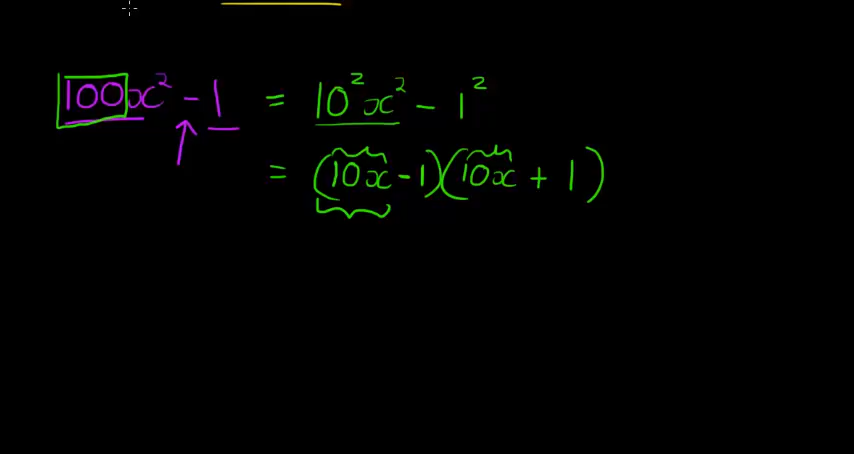 100x² - 1 = 10²x² - 1²
= (10x - 1)(10x + 1)